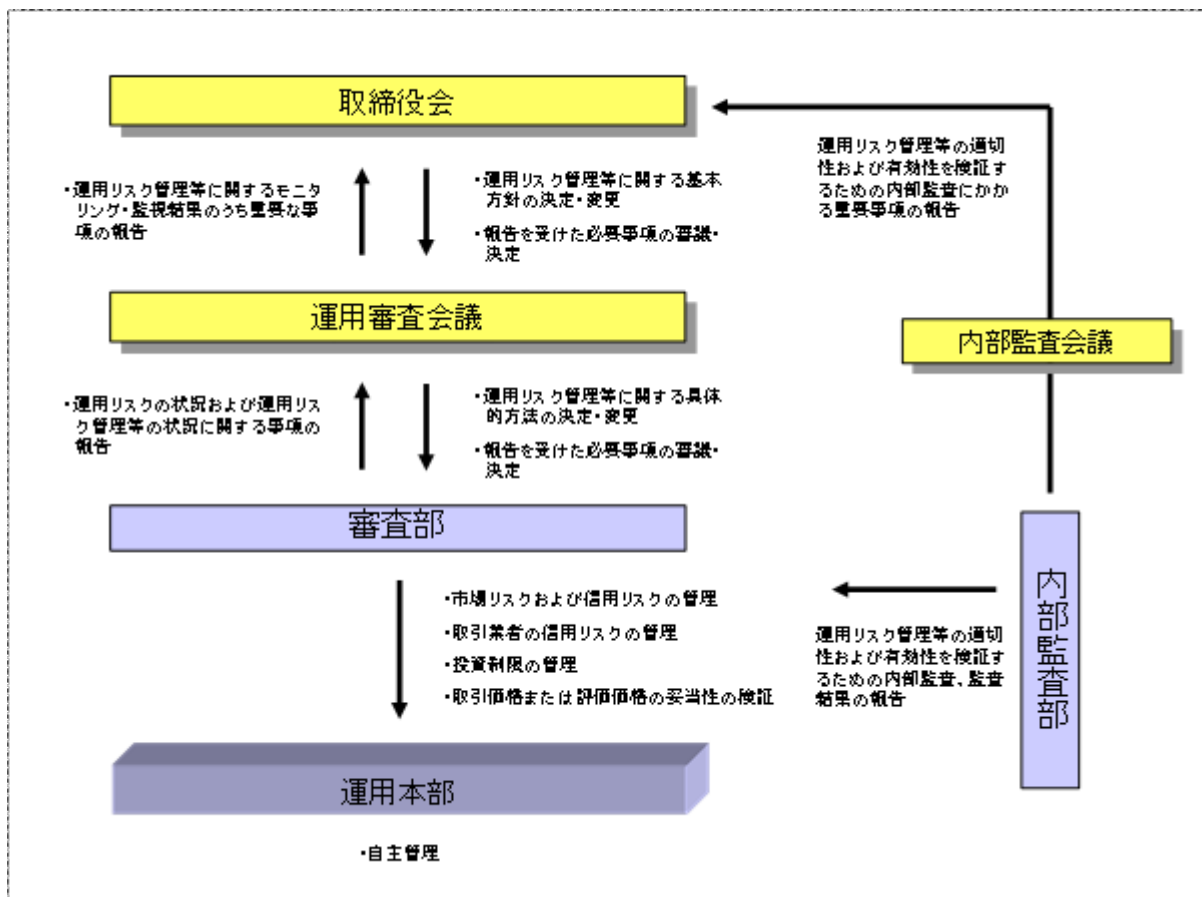 取締役会
・運用リスク管理等に関するモニ
タリング・監視結果のうち重要な事
項の報告
・運用リスク管理等に関する基本
方針の決定・変更
・報告を受けた必要事項の審議・
決定
運用リスク管理等の適切
性および有効性を検証す
るための内部監査にかか
る重要事項の報告
運用審査会議
内部監査会議
・運用リスクの状況および運用リス
ク管理等の状況に関する事項の
報告
・運用リスク管理等に関する具体
的方法の決定・変更
・報告を受けた必要事項の審議・
決定
審査部
内部監査部
・市場リスクおよび信用リスクの管理
・取引業者の信用リスクの管理
・投資制限の管理
・取引価格または評価価格の妥当性の検証
運用リスク管理等の適切
性および有効性を検証す
るための内部監査、監査
結果の報告
運用本部
・自主管理